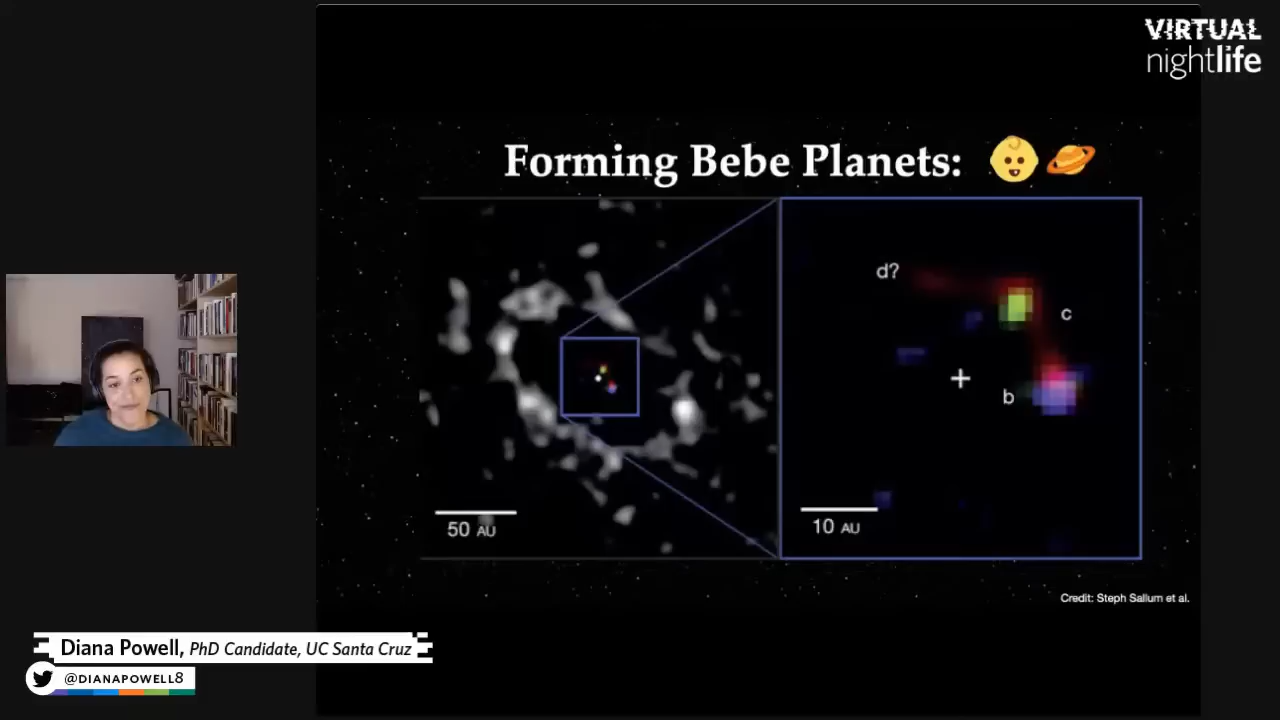 VIRTUAL
nightlife
Forming Bebe Planets:
d?
c
b
50 AU
10 AU
Credit: Steph Sallum et al.
Diana Powell, PhD Candidate, UC Santa Cruz
@DIANAPOWELL8